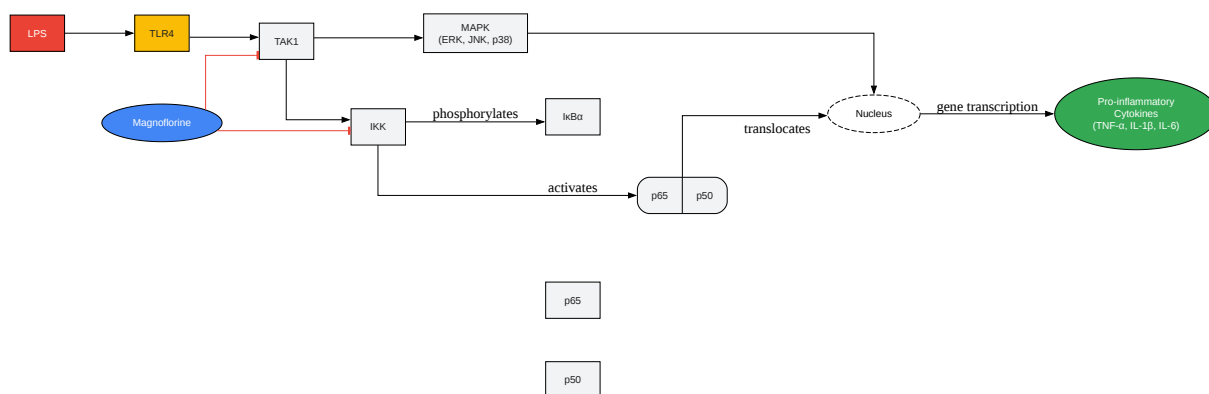 LPS
TLR4
TAK1
MAPK
(ERK, JNK, p38)
Magnoflorine
IKK
phosphorylates
IκBα
translocates
Nucleus
gene transcription
Pro-inflammatory
Cytokines
(TNF-α, IL-1β, IL-6)
activates
p65
p50
p65
p50